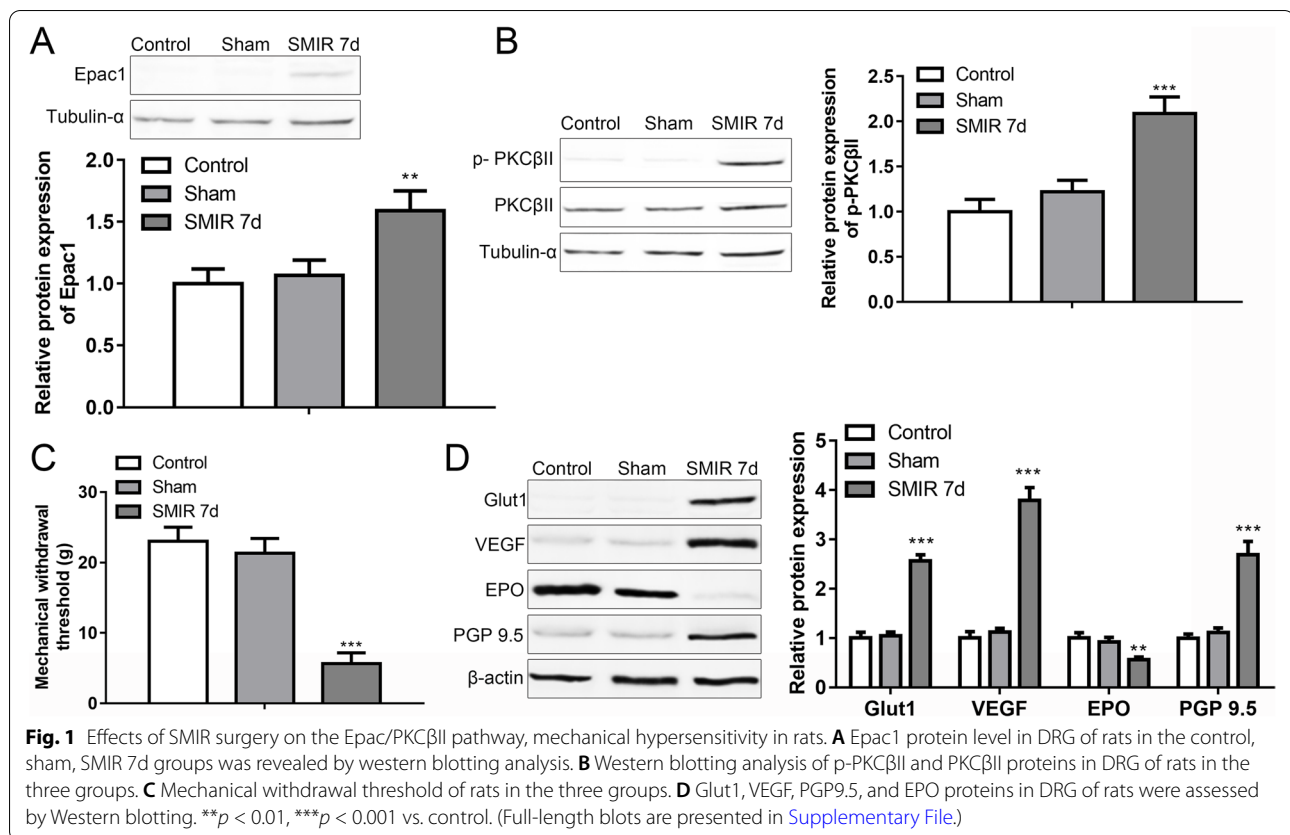 A
Control Sham SMIR 7d
Epac1
Tubulin-α
Relative protein expression
of Epac1
2.0
1.5
1.0
0.5
0.0
Control
Sham
SMIR 7d
**
B
Control Sham SMIR 7d
p- PKCβII
PKCβII
Tubulin-α
Relative protein expression
of p-PKCβII
2.5
2.0
1.5
1.0
0.5
0.0
Control
Sham
SMIR 7d
***
C
Mechanical withdrawal
threshold (g)
30
20
10
0
Control
Sham
SMIR 7d
***
D
Control Sham SMIR 7d
Glut1
VEGF
EPO
PGP 9.5
β-actin
Relative protein expression
5
4
3
2
1
0
Control
Sham
SMIR 7d
***
***
**
***
Glut1 VEGF EPO PGP 9.5
Fig. 1 Effects of SMIR surgery on the Epac/PKCβII pathway, mechanical hypersensitivity in rats. A Epac1 protein level in DRG of rats in the control,
sham, SMIR 7d groups was revealed by western blotting analysis. B Western blotting analysis of p-PKCβII and PKCβII proteins in DRG of rats in the
three groups. C Mechanical withdrawal threshold of rats in the three groups. D Glut1, VEGF, PGP9.5, and EPO proteins in DRG of rats were assessed
by Western blotting. **p < 0.01, ***p < 0.001 vs. control. (Full-length blots are presented in Supplementary File.)